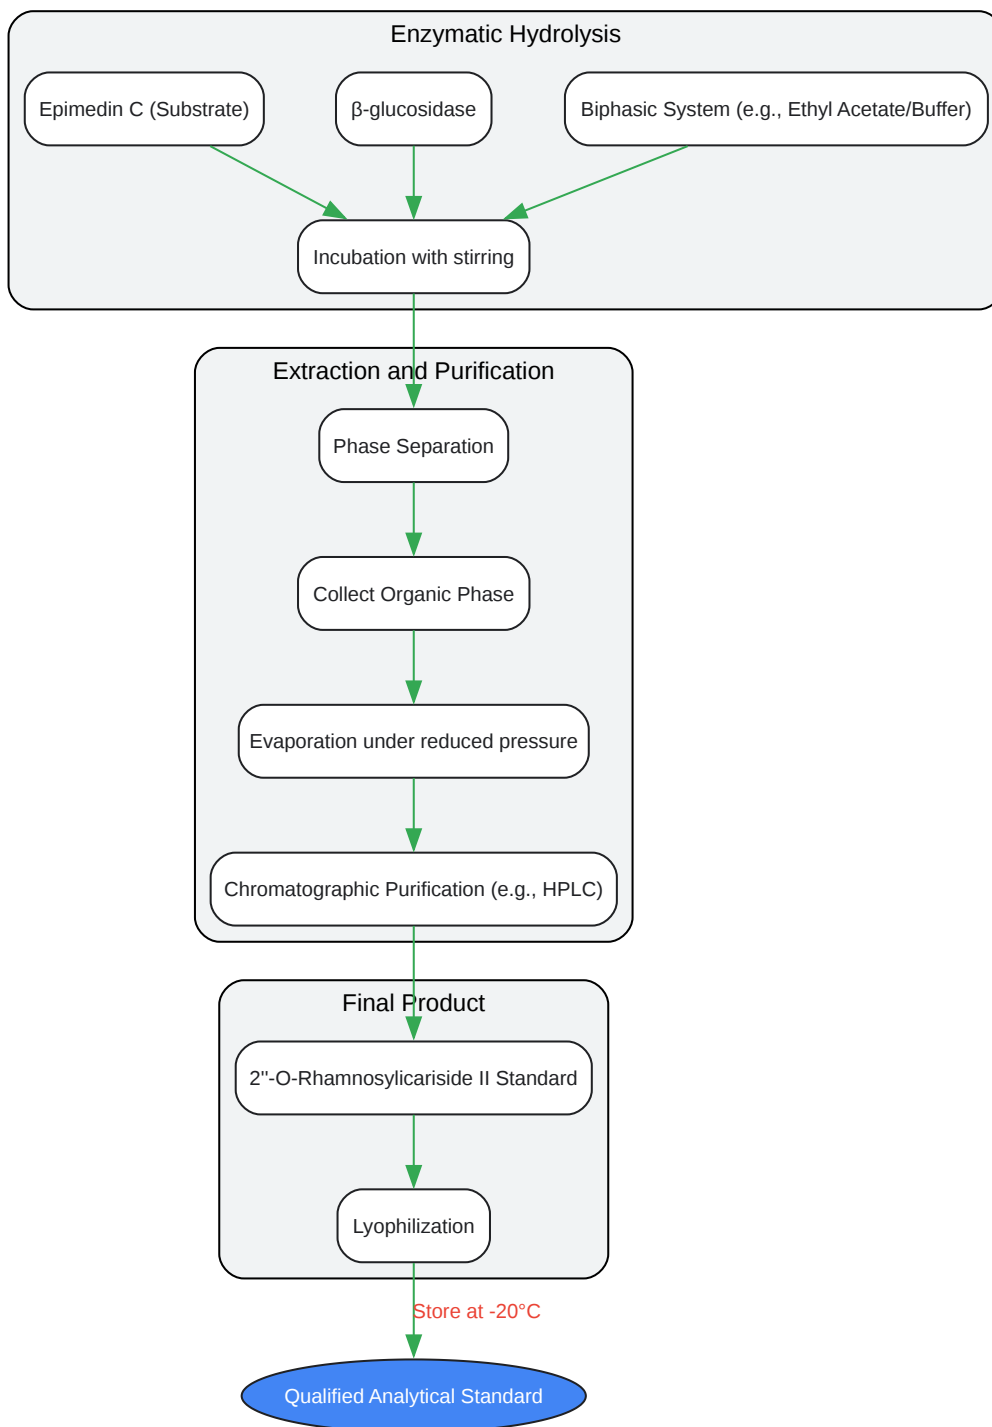 Enzymatic Hydrolysis
Epimedin C (Substrate)
β-glucosidase
Biphasic System (e.g., Ethyl Acetate/Buffer)
Incubation with stirring
Extraction and Purification
Phase Separation
Collect Organic Phase
Evaporation under reduced pressure
Chromatographic Purification (e.g., HPLC)
Final Product
2''-O-Rhamnosylicariside II Standard
Lyophilization
Store at -20°C
Qualified Analytical Standard